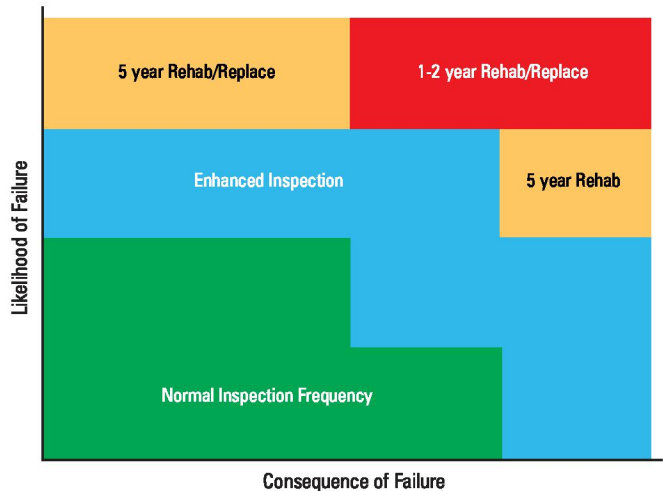 5 year Rehab/Replace
1-2 year Rehab/Replace
Enhanced Inspection
5 year Rehab
Normal Inspection Frequency
Likelihood of Failure
Consequence of Failure